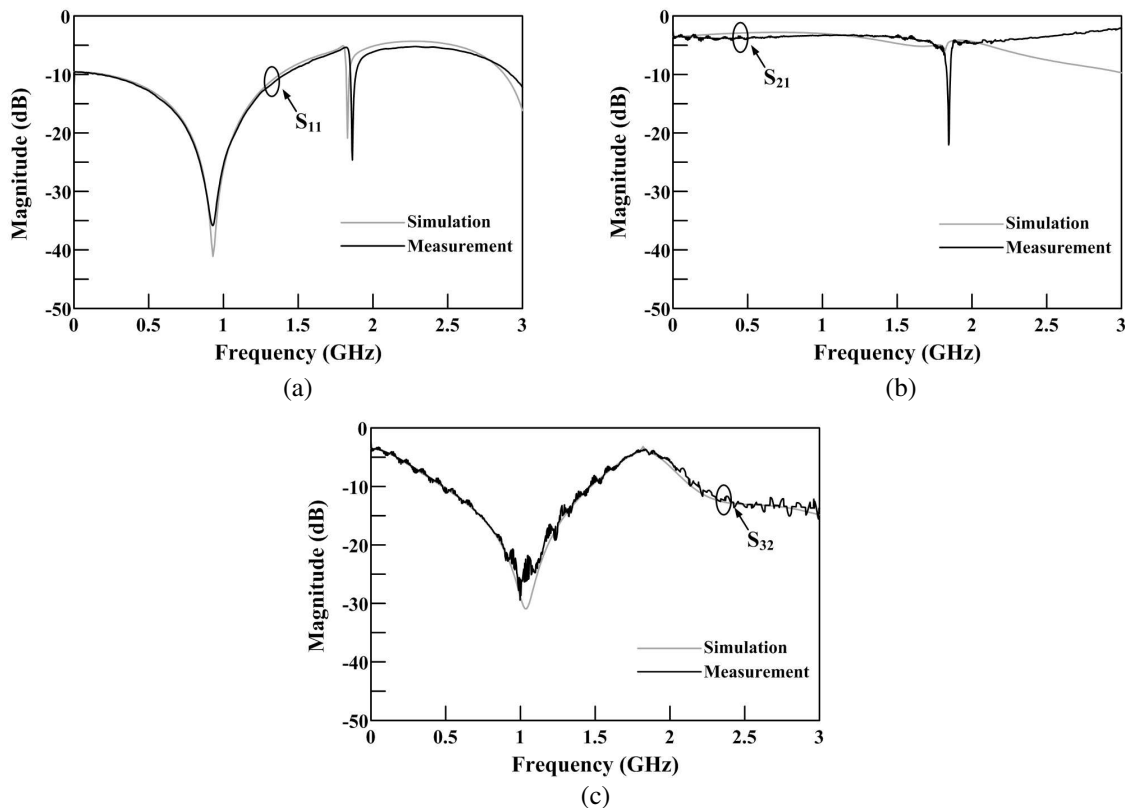 0
-10
-20
-30
-40
-50
Magnitude (dB)
S11
Simulation
Measurement
0 0.5 1 1.5 2 2.5 3
Frequency (GHz)
(a)
0
-10
-20
-30
-40
-50
Magnitude (dB)
S21
Simulation
Measurement
0 0.5 1 1.5 2 2.5 3
Frequency (GHz)
(b)
0
-10
-20
-30
-40
-50
Magnitude (dB)
S32
Simulation
Measurement
0 0.5 1 1.5 2 2.5 3
Frequency (GHz)
(c)